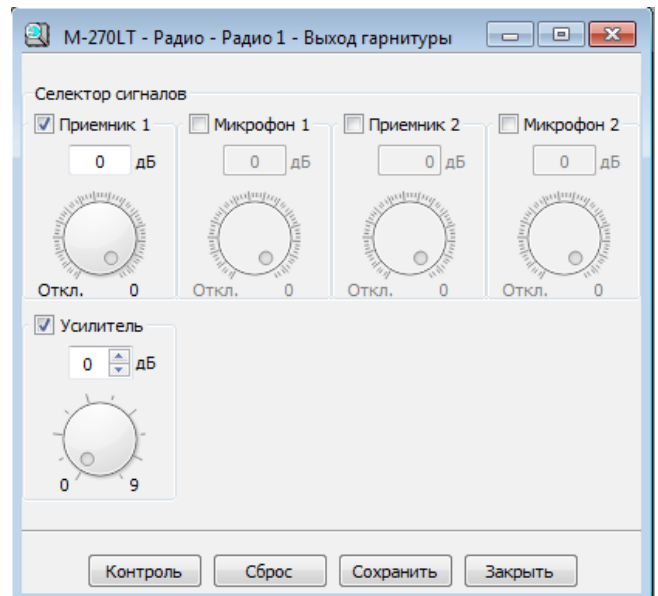 M-270LT - Радио - Радио 1 - Выход гарнитуры
Селектор сигналов
Приемник 1 Микрофон 1 Приемник 2 Микрофон 2
0 дБ 0 дБ 0 дБ 0 дБ
Откл. 0 Откл. 0 Откл. 0 Откл. 0
Усилитель
0 дБ
0 9
Контроль Сброс Сохранить Закрыть